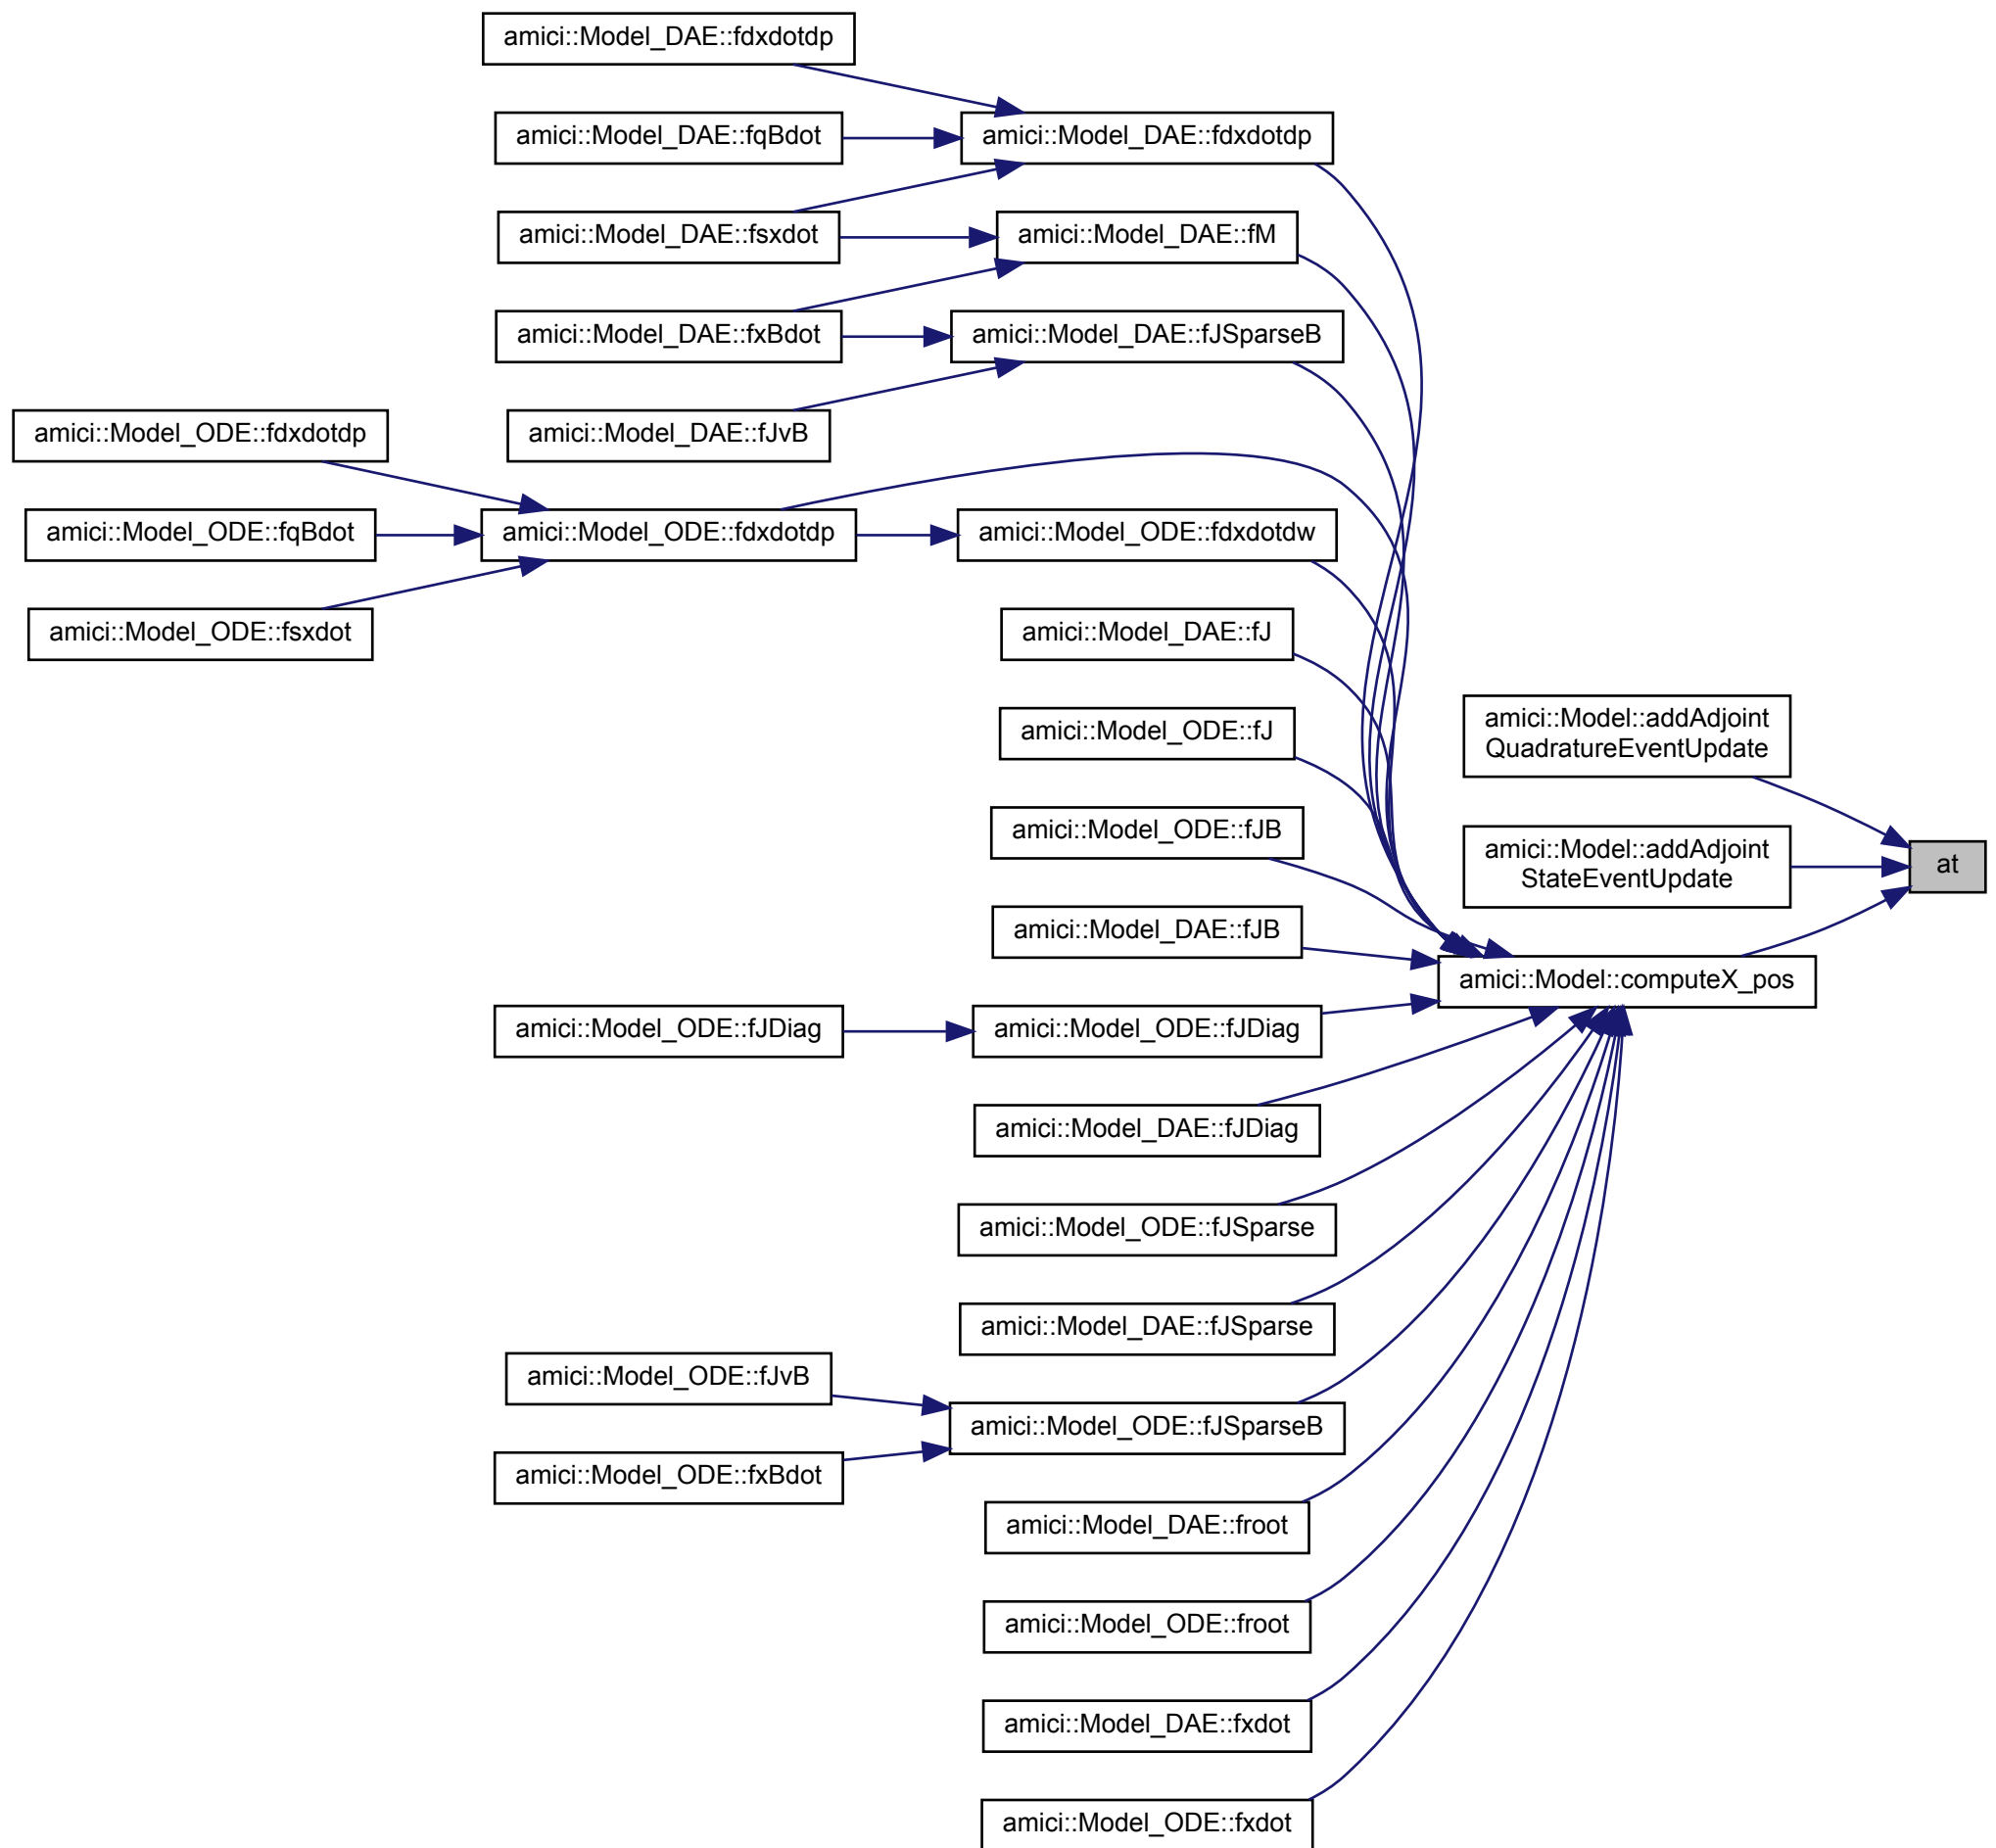 amici::Model_DAE::fdxdotdp
amici::Model_DAE::fqBdot
amici::Model_DAE::fdxdotdp
amici::Model_DAE::fsxdot
amici::Model_DAE::fM
amici::Model_DAE::fxBdot
amici::Model_DAE::fJSparseB
amici::Model_ODE::fdxdotdp
amici::Model_DAE::fJvB
amici::Model_ODE::fqBdot
amici::Model_ODE::fdxdotdp
amici::Model_ODE::fdxdotdw
amici::Model_ODE::fsxdot
amici::Model_DAE::fJ
amici::Model_ODE::fJ
amici::Model::addAdjoint
QuadratureEventUpdate
amici::Model_ODE::fJB
amici::Model::addAdjoint
StateEventUpdate
at
amici::Model_DAE::fJB
amici::Model::computeX_pos
amici::Model_ODE::fJDiag
amici::Model_ODE::fJDiag
amici::Model_DAE::fJDiag
amici::Model_ODE::fJSparse
amici::Model_DAE::fJSparse
amici::Model_ODE::fJvB
amici::Model_ODE::fJSparseB
amici::Model_ODE::fxBdot
amici::Model_DAE::froot
amici::Model_ODE::froot
amici::Model_DAE::fxdot
amici::Model_ODE::fxdot